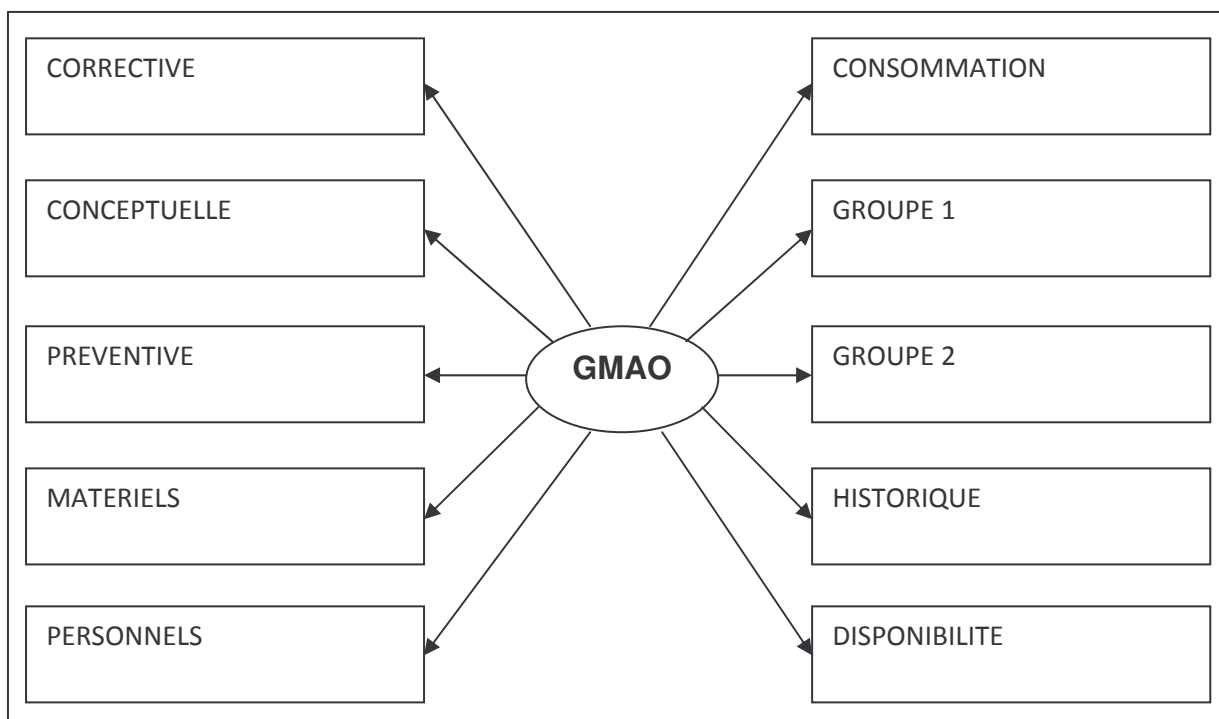 CORRECTIVE
CONSOMMATION
CONCEPTUELLE
GROUPE 1
PREVENTIVE
GMAO
GROUPE 2
MATERIELS
HISTORIQUE
PERSONNELS
DISPONIBILITE